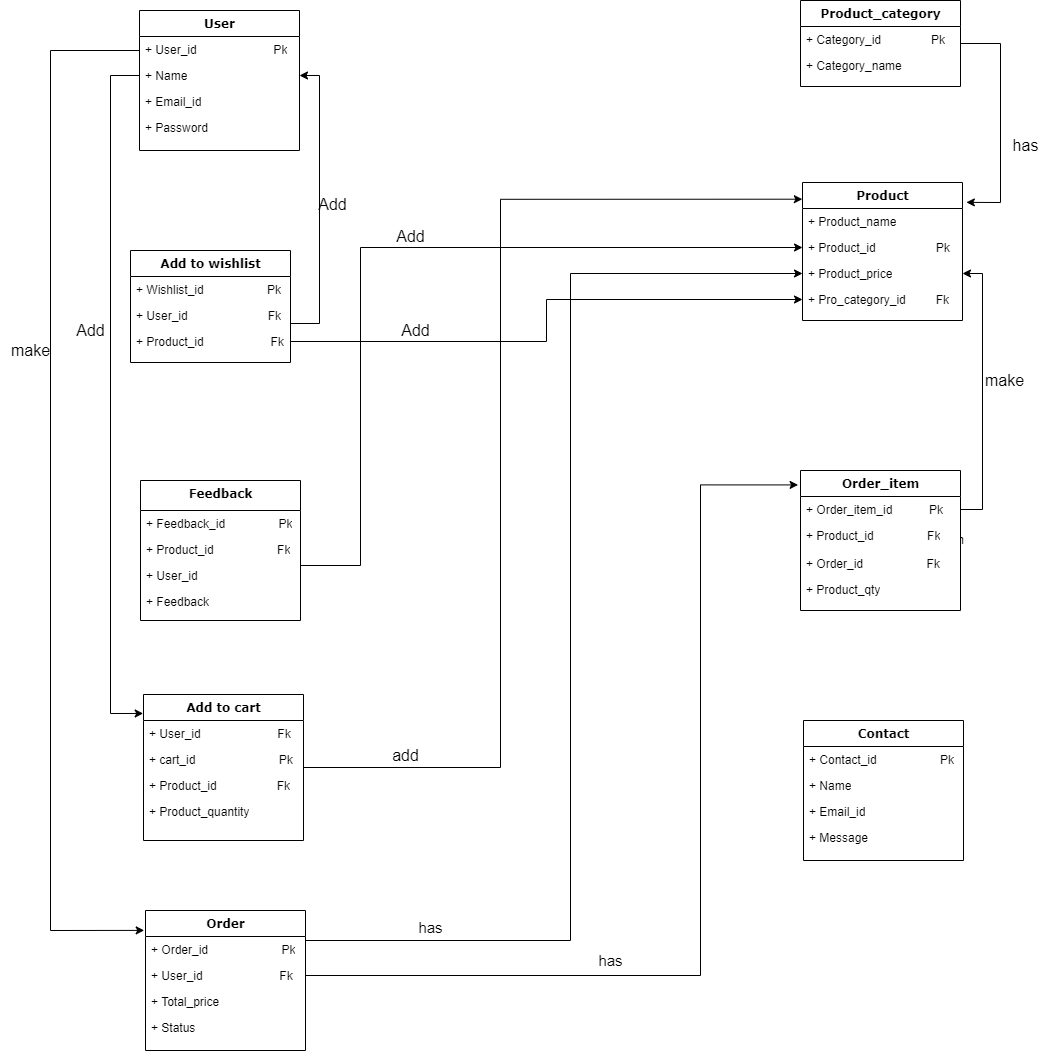 User
+ User_id Pk
+ Name
+ Email_id
+ Password
Product_category
+ Category_id Pk
+ Category_name
has
Add
Product
+ Product_name
+ Product_id Pk
+ Product_price
+ Pro_category_id Fk
Add
Add to wishlist
+ Wishlist_id Pk
+ User_id Fk
+ Product_id Fk
Add
Add
make
make
Feedback
+ Feedback_id Pk
+ Product_id Fk
+ User_id
+ Feedback
Order_item
+ Order_item_id Pk
+ Product_id Fk
+ Order_id Fk
+ Product_qty
Add to cart
+ User_id Fk
+ cart_id Pk
+ Product_id Fk
+ Product_quantity
add
Contact
+ Contact_id Pk
+ Name
+ Email_id
+ Message
Order
+ Order_id Pk
+ User_id Fk
+ Total_price
+ Status
has
has